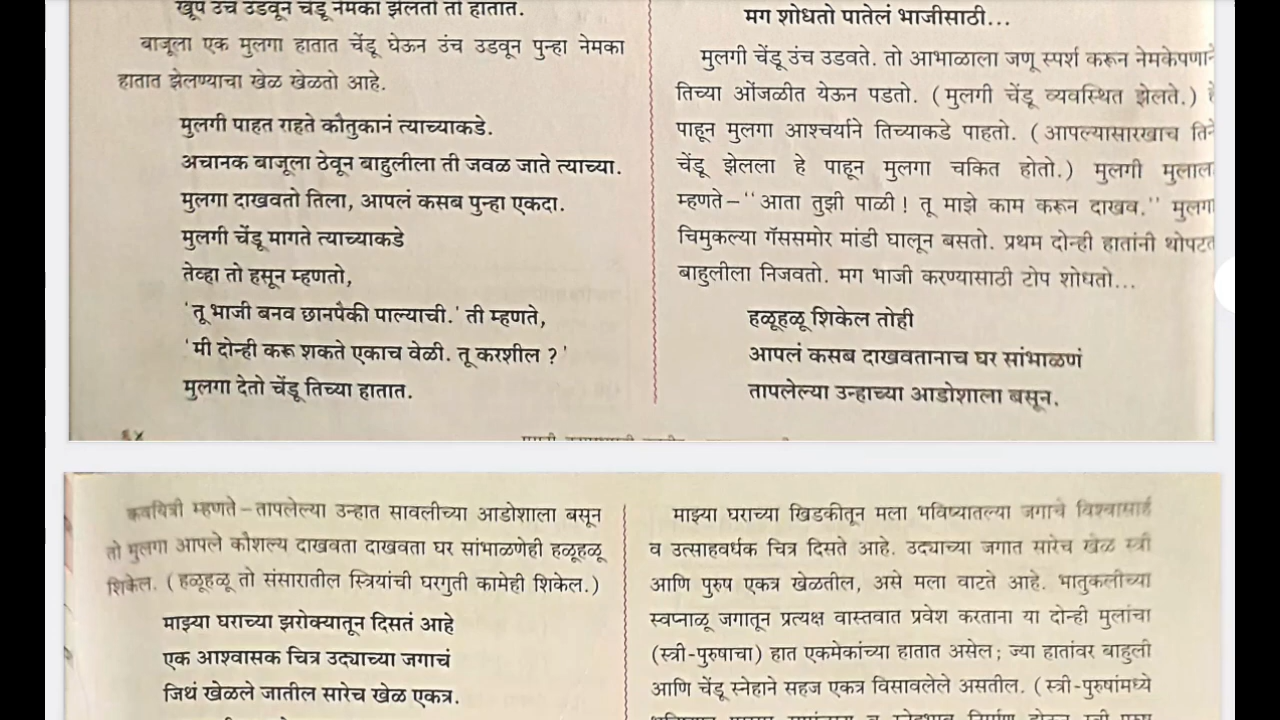 खूप उंच उडवून चेंडू नेमका झेलतो तो हातात.
बाजूला एक मुलगा हातात चेंडू घेऊन उंच उडवून पुन्हा नेमका
हातात झेलण्याचा खेळ खेळतो आहे.
मुलगी पाहत राहते कौतुकानं त्याच्याकडे.
अचानक बाजूला ठेवून बाहुलीला ती जवळ जाते त्याच्या.
मुलगा दाखवतो तिला, आपलं कसब पुन्हा एकदा.
मुलगी चेंडू मागते त्याच्याकडे
तेव्हा तो हसून म्हणतो,
'तू भाजी बनव छानपैकी पाल्याची.' ती म्हणते,
'मी दोन्ही करू शकते एकाच वेळी. तू करशील ?'
मुलगा देतो चेंडू तिच्या हातात.
मग शोधतो पातेलं भाजीसाठी...
मुलगी चेंडू उंच उडवते. तो आभाळाला जणू स्पर्श करून नेमकेपणाने
तिच्या ओंजळीत येऊन पडतो. (मुलगी चेंडू व्यवस्थित झेलते.)
पाहून मुलगा आश्चर्याने तिच्याकडे पाहतो. (आपल्यासारखाच तिने
चेंडू झेलला हे पाहून मुलगा चकित होतो.) मुलगी मुलाला
म्हणते–"आता तुझी पाळी! तू माझे काम करून दाखव." मुलगा
चिमुकल्या गॅससमोर मांडी घालून बसतो. प्रथम दोन्ही हातांनी थोपटत
बाहुलीला निजवतो. मग भाजी करण्यासाठी टोप शोधतो...
हळूहळू शिकेल तोही
आपलं कसब दाखवतानाच घर सांभाळणं
तापलेल्या उन्हाच्या आडोशाला बसून.
कवयित्री म्हणते–तापलेल्या उन्हात सावलीच्या आडोशाला बसून
तो मुलगा आपले कौशल्य दाखवता दाखवता घर सांभाळणेही हळूहळू
शिकेल. (हळूहळू तो संसारातील स्त्रियांची घरगुती कामेही शिकेल.)
माझ्या घराच्या झरोक्यातून दिसतं आहे
एक आश्वासक चित्र उद्याच्या जगाचं
जिथं खेळले जातील सारेच खेळ एकत्र.
माझ्या घराच्या खिडकीतून मला भविष्यातल्या जगाचे विश्वासार्ह
व उत्साहवर्धक चित्र दिसते आहे. उद्याच्या जगात सारेच खेळ स्त्री
आणि पुरुष एकत्र खेळतील, असे मला वाटते आहे. भातुकलीच्या
स्वप्नाळू जगातून प्रत्यक्ष वास्तवात प्रवेश करताना या दोन्ही मुलांचा
(स्त्री-पुरुषाचा) हात एकमेकांच्या हातात असेल; ज्या हातांवर बाहुली
आणि चेंडू स्नेहाने सहज एकत्र विसावलेले असतील. (स्त्री-पुरुषांमध्ये